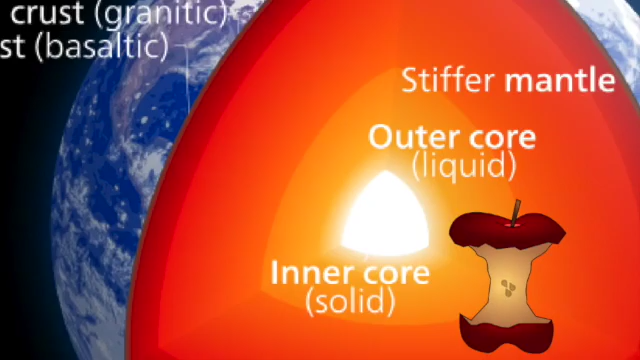 crust (granitic)
st (basaltic)
Stiffer mantle
Outer core
(liquid)
Inner core
(solid)